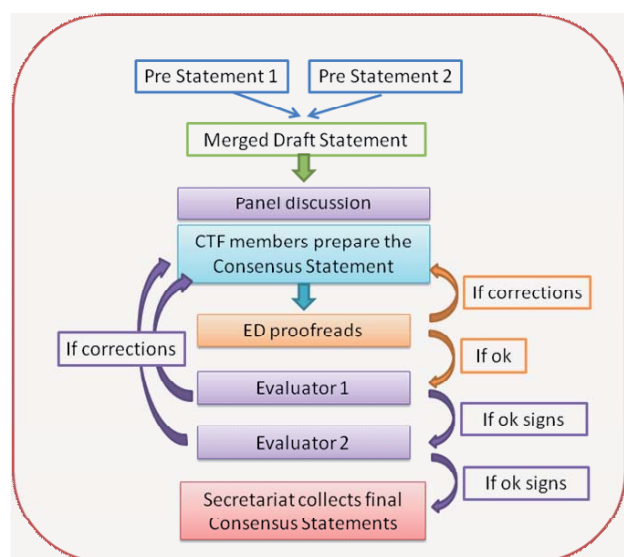 Pre Statement 1
Pre Statement 2
Merged Draft Statement
Panel discussion
CTF members prepare the
Consensus Statement
If corrections
ED proofreads
If corrections
If ok
Evaluator 1
If ok signs
Evaluator 2
If ok signs
Secretariat collects final
Consensus Statements